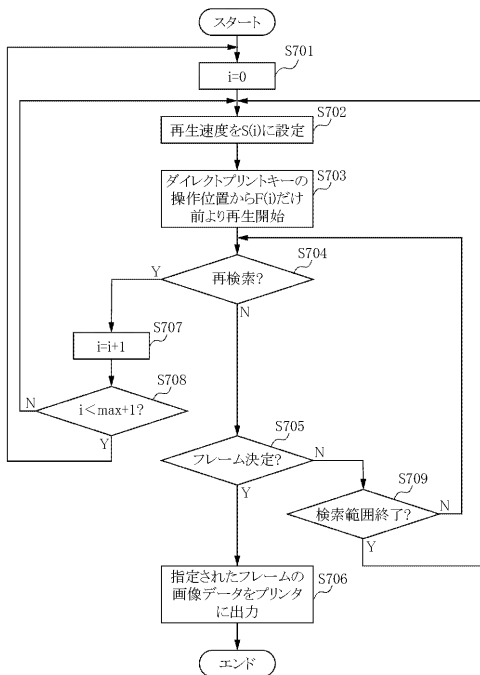 スタート
S701
i=0
S702
再生速度をS(i)に設定
S703
ダイレクトプリントキーの
操作位置からF(i)だけ
前より再生開始
S704
再検索?
Y
N
S707
i=i+1
S708
i<max+1?
N
Y
S705
フレーム決定?
N
Y
S709
検索範囲終了?
N
Y
S706
指定されたフレームの
画像データをプリンタ
に出力
エンド